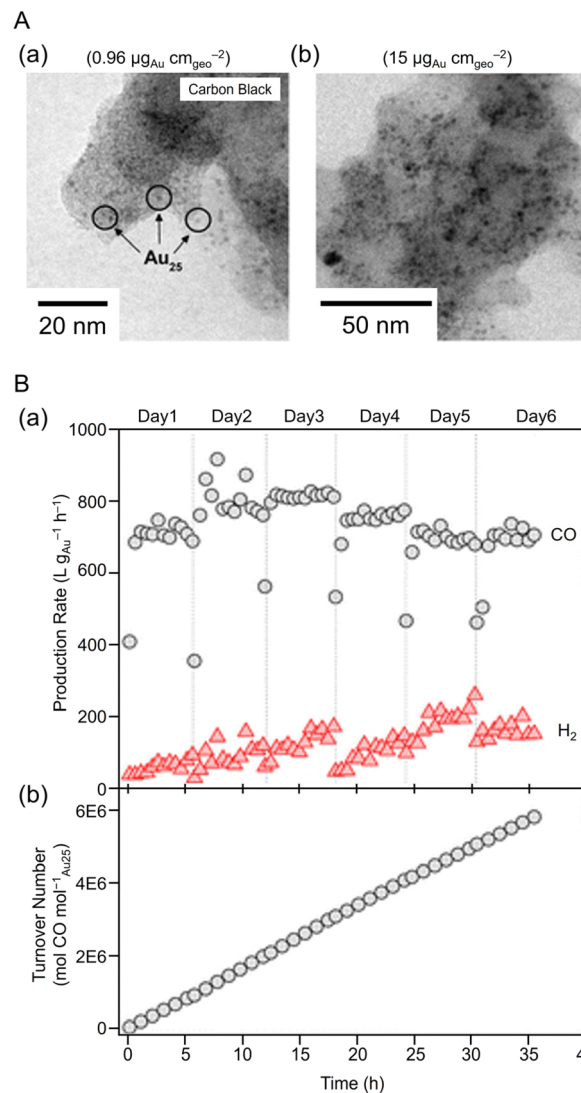 A
(a) (0.96 µgAu cmgeo⁻²)
(b) (15 µgAu cmgeo⁻²)
Carbon Black
Au₂₅
20 nm
50 nm
B
(a)
Day1 Day2 Day3 Day4 Day5 Day6
1000
800
600
400
200
0
Production Rate (L gAu⁻¹ h⁻¹)
CO
H₂
(b)
6E6
4E6
2E6
0
Turnover Number
(mol CO mol⁻¹Au25)
0 5 10 15 20 25 30 35 4
Time (h)